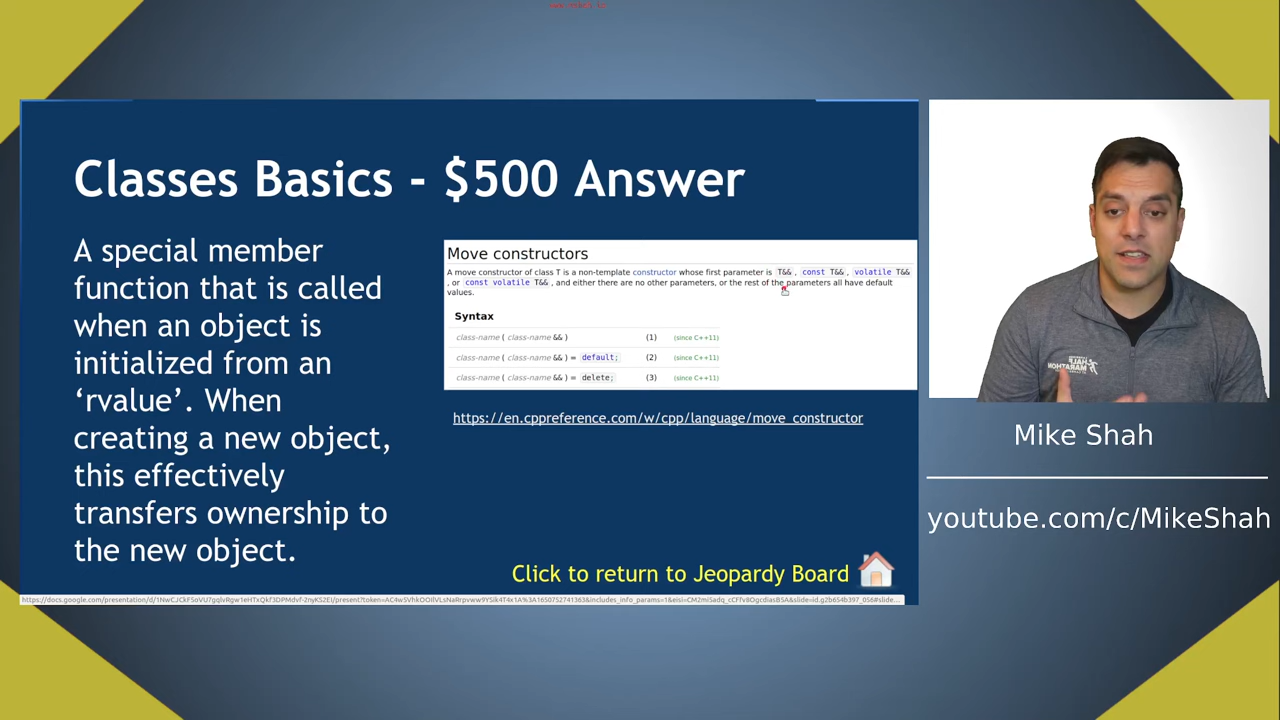 Classes Basics - $500 Answer
A special member
function that is called
when an object is
initialized from an
‘rvalue’. When
creating a new object,
this effectively
transfers ownership to
the new object.
Move constructors
A move constructor of class T is a non-template constructor whose first parameter is T&&, const T&&, volatile T&&
, or const volatile T&&, and either there are no other parameters, or the rest of the parameters all have default
values.
Syntax
class-name ( class-name && ) (1) (since C++11)
class-name ( class-name && ) = default; (2) (since C++11)
class-name ( class-name && ) = delete; (3) (since C++11)
https://en.cppreference.com/w/cpp/language/move_constructor
Click to return to Jeopardy Board
HALF
MARATHON
Mike Shah
youtube.com/c/MikeShah